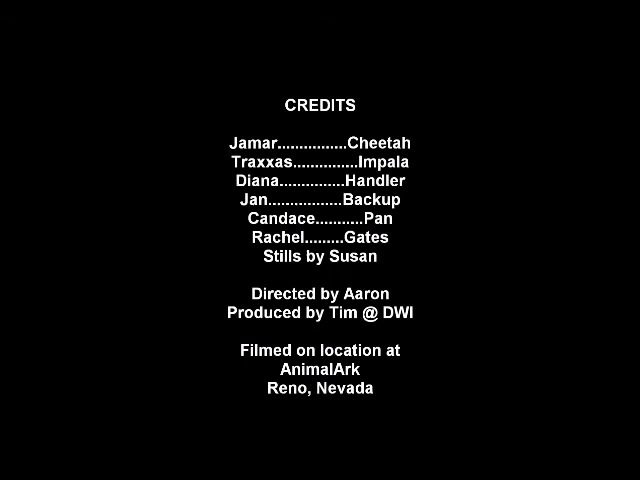 CREDITS
Jamar................Cheetah
Traxxas...............Impala
Diana...............Handler
Jan.................Backup
Candace...........Pan
Rachel.........Gates
Stills by Susan
Directed by Aaron
Produced by Tim @ DWI
Filmed on location at
AnimalArk
Reno, Nevada